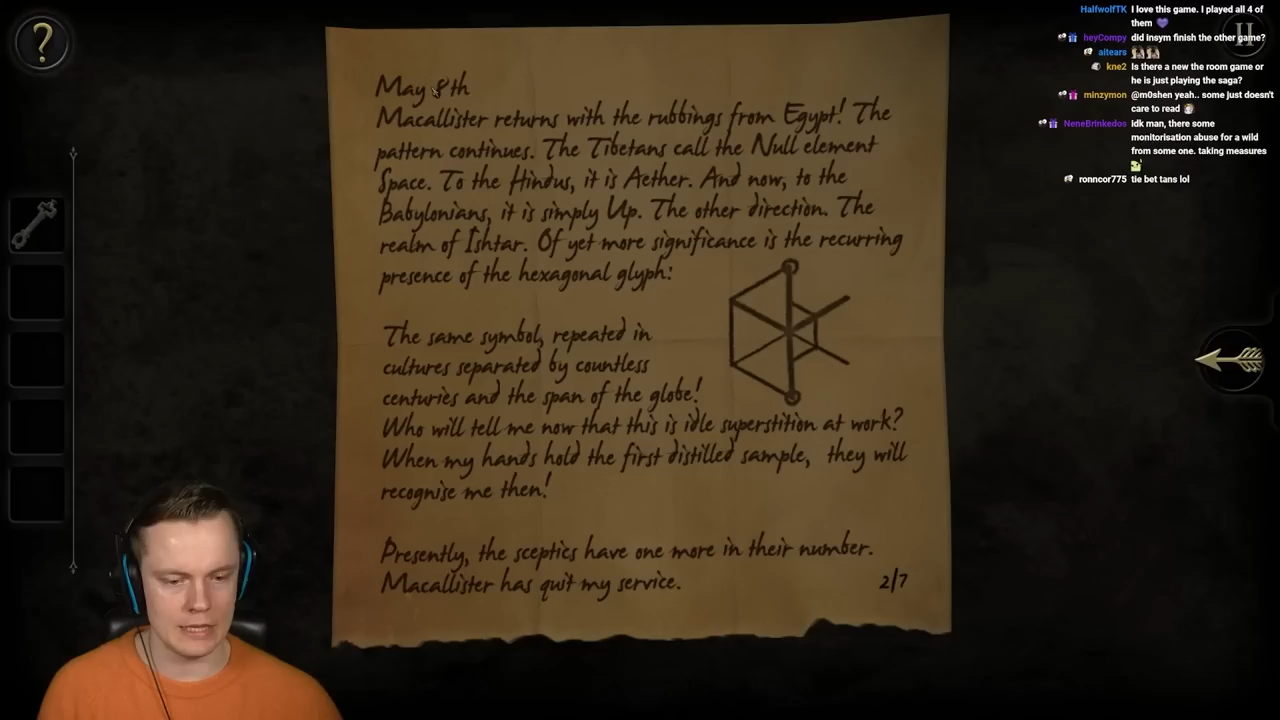 May 8th
Macallister returns with the rubbings from Egypt! The
pattern continues. The Tibetans call the Null element
Space. To the Hindus, it is Aether. And now, to the
Babylonians, it is simply Up. The other direction. The
realm of Ishtar. Of yet more significance is the recurring
presence of the hexagonal glyph:
The same symbol, repeated in
cultures separated by countless
centuries and the span of the globe!
Who will tell me now that this is idle superstition at work?
When my hands hold the first distilled sample, they will
recognise me then!
Presently, the sceptics have one more in their number.
Macallister has quit my service.
2/7
?
HalfwolfTK I love this game. I played all 4 of
them
heyCompy did Insym finish the other game?
aitears
kne2 Is there a new the room game or
he is just playing the saga?
minzymon @m0shen yeah.. some just doesn't
care to read
NeneBrinkedos idk man, there some
monitorisation abuse for a wild
from some one. taking measures
ronncor775 tie bet tans lol